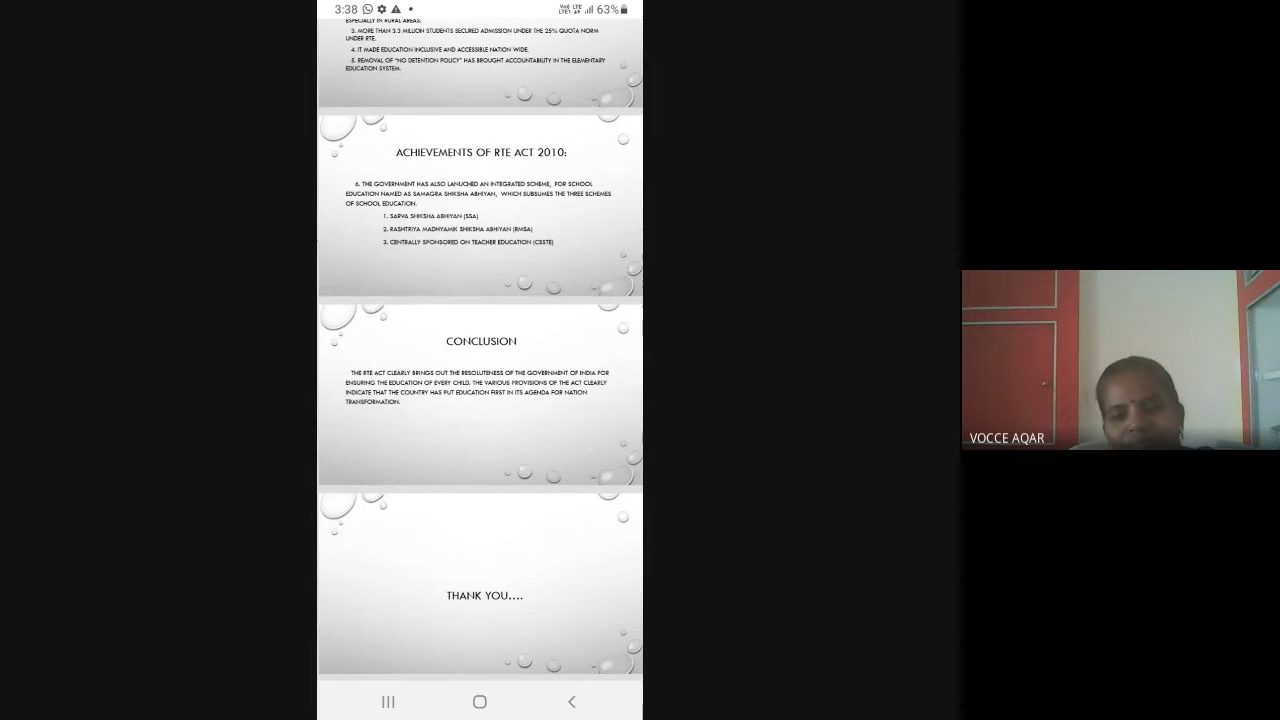 3:38
Vo) LTE
LTE1
63%
ESPECIALLY IN RURAL AREAS.
3. MORE THAN 3.3 MILLION STUDENTS SECURED ADMISSION UNDER THE 25% QUOTA NORM
UNDER RTE.
4. IT MADE EDUCATION INCLUSIVE AND ACCESSIBLE NATION WIDE.
5. REMOVAL OF "NO DETENTION POLICY" HAS BROUGHT ACCOUNTABILITY IN THE ELEMENTARY
EDUCATION SYSTEM.
ACHIEVEMENTS OF RTE ACT 2010:
6. THE GOVERNMENT HAS ALSO LANUCHED AN INTEGRATED SCHEME, FOR SCHOOL
EDUCATION NAMED AS SAMAGRA SHIKSHA ABHIYAN, WHICH SUBSUMES THE THREE SCHEMES
OF SCHOOL EDUCATION.
1. SARVA SHIKSHA ABHIYAN (SSA)
2. RASHTRIYA MADHYAMIK SHIKSHA ABHIYAN (RMSA)
3. CENTRALLY SPONSORED ON TEACHER EDUCATION (CSSTE)
CONCLUSION
THE RTE ACT CLEARLY BRINGS OUT THE RESOLUTENESS OF THE GOVERNMENT OF INDIA FOR
ENSURING THE EDUCATION OF EVERY CHILD. THE VARIOUS PROVISIONS OF THE ACT CLEARLY
INDICATE THAT THE COUNTRY HAS PUT EDUCATION FIRST IN ITS AGENDA FOR NATION
TRANSFORMATION.
THANK YOU....
VOCCE AQAR